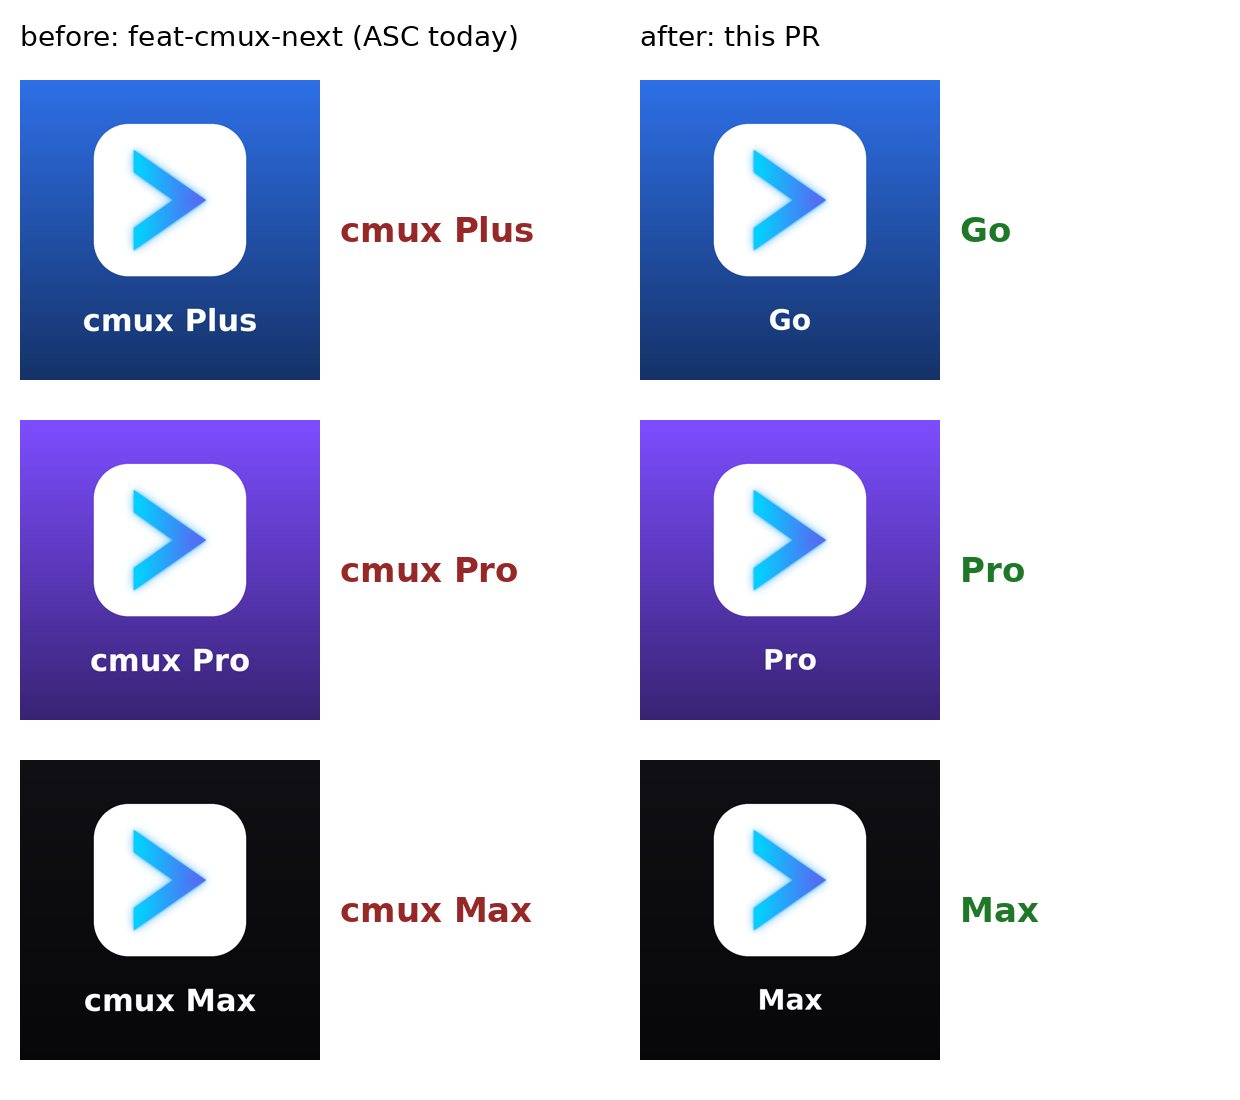 before: feat-cmux-next (ASC today)
after: this PR
cmux Plus
cmux Plus
Go
Go
cmux Pro
cmux Pro
Pro
Pro
cmux Max
cmux Max
Max
Max